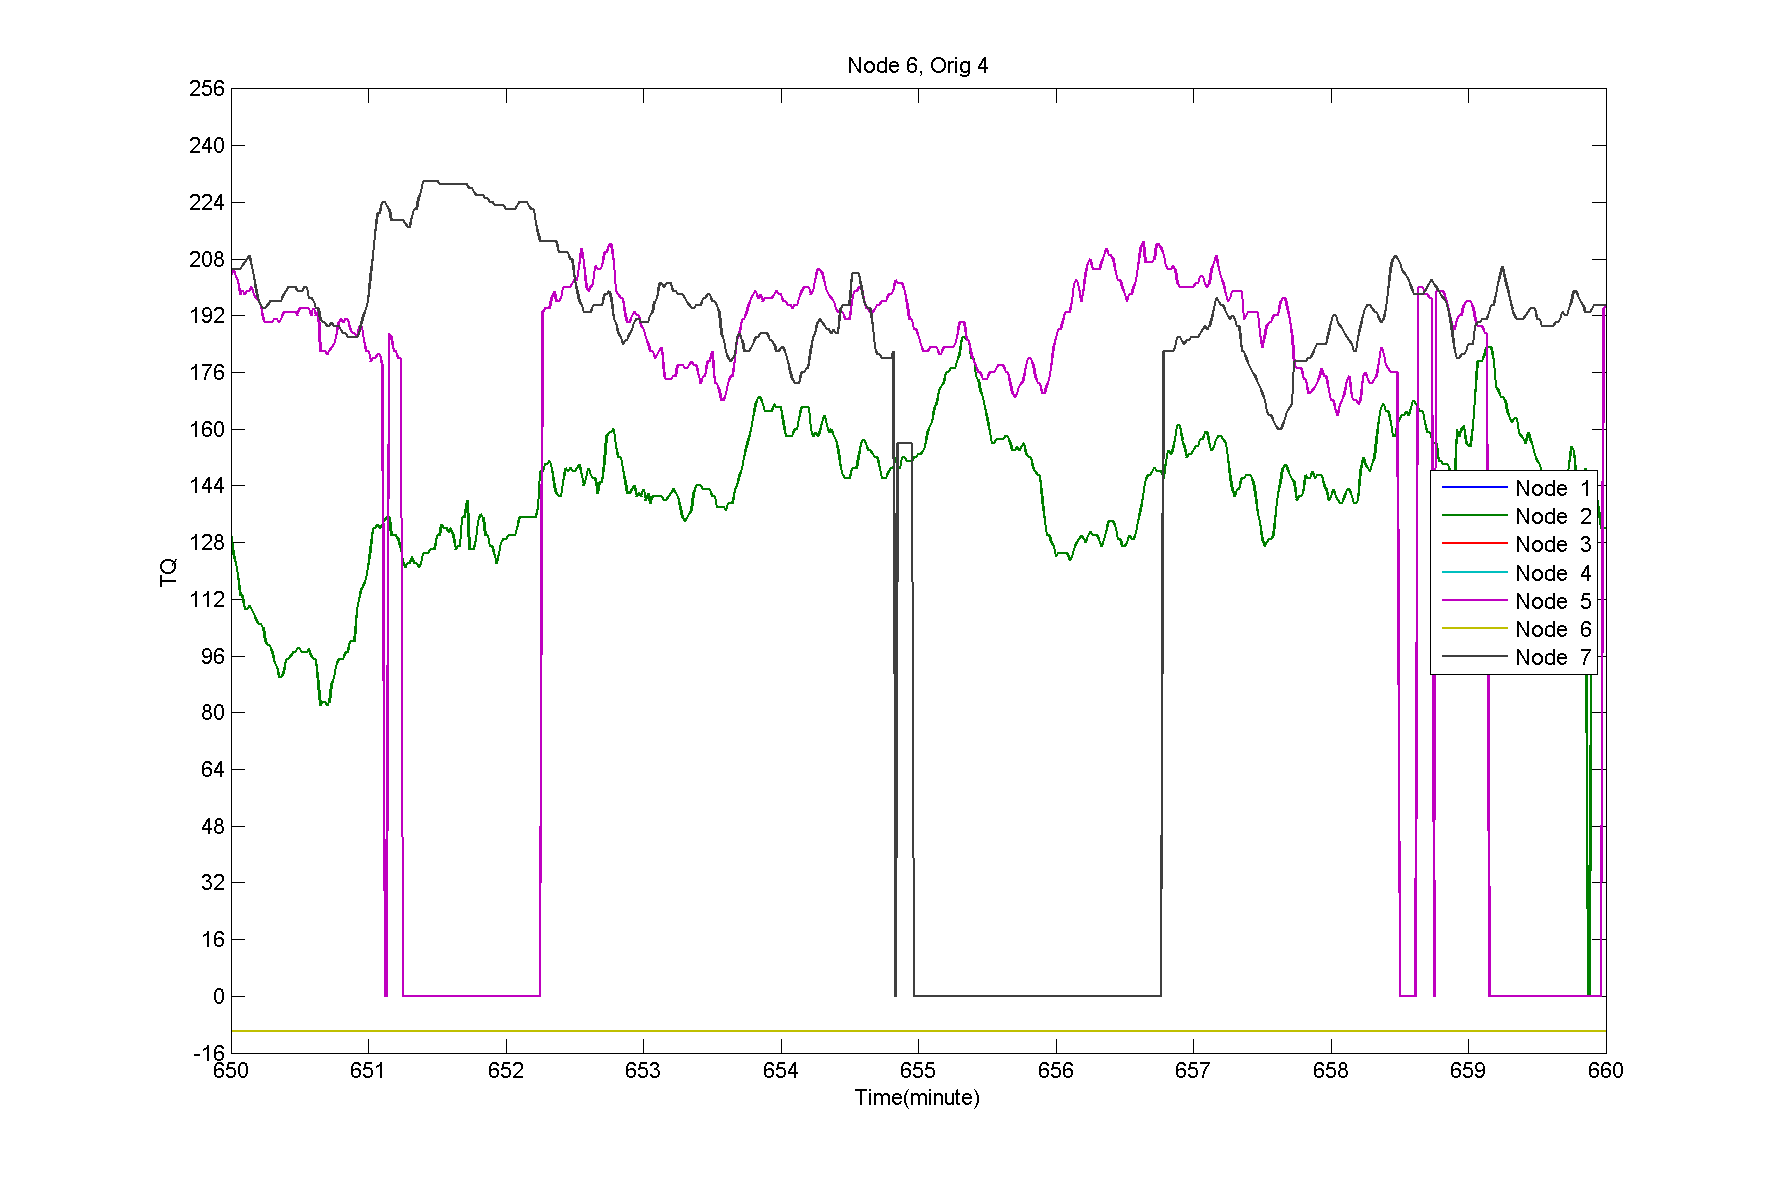 Node 6, Orig 4
256
240
224
208
192
176
160
144
128
112
96
80
64
48
32
16
0
-16
TQ
Node 1
Node 2
Node 3
Node 4
Node 5
Node 6
Node 7
650 651 652 653 654 655 656 657 658 659 660
Time(minute)